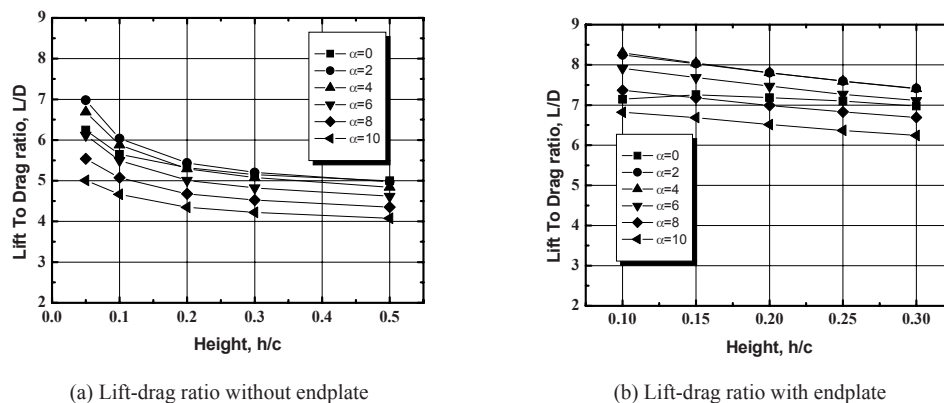 9
8
7
6
5
4
3
2
Lift To Drag ratio, L/D
α=0
α=2
α=4
α=6
α=8
α=10
0.0 0.1 0.2 0.3 0.4 0.5
Height, h/c
(a) Lift-drag ratio without endplate
9
8
7
6
5
4
3
2
Lift To Drag ratio, L/D
α=0
α=2
α=4
α=6
α=8
α=10
0.10 0.15 0.20 0.25 0.30
Height, h/c
(b) Lift-drag ratio with endplate